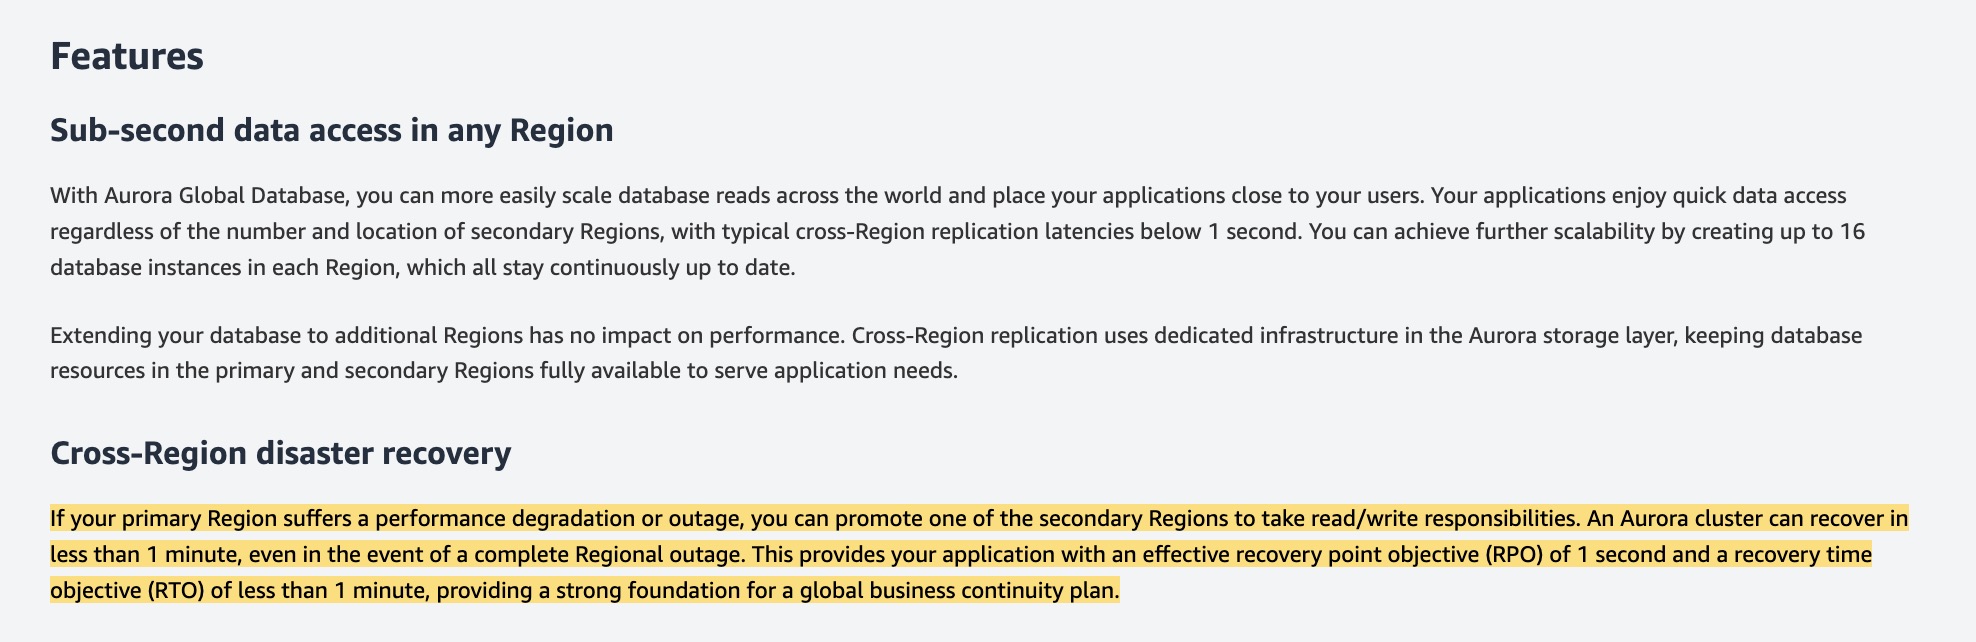 Features
Sub-second data access in any Region
With Aurora Global Database, you can more easily scale database reads across the world and place your applications close to your users. Your applications enjoy quick data access
regardless of the number and location of secondary Regions, with typical cross-Region replication latencies below 1 second. You can achieve further scalability by creating up to 16
database instances in each Region, which all stay continuously up to date.
Extending your database to additional Regions has no impact on performance. Cross-Region replication uses dedicated infrastructure in the Aurora storage layer, keeping database
resources in the primary and secondary Regions fully available to serve application needs.
Cross-Region disaster recovery
If your primary Region suffers a performance degradation or outage, you can promote one of the secondary Regions to take read/write responsibilities. An Aurora cluster can recover in
less than 1 minute, even in the event of a complete Regional outage. This provides your application with an effective recovery point objective (RPO) of 1 second and a recovery time
objective (RTO) of less than 1 minute, providing a strong foundation for a global business continuity plan.